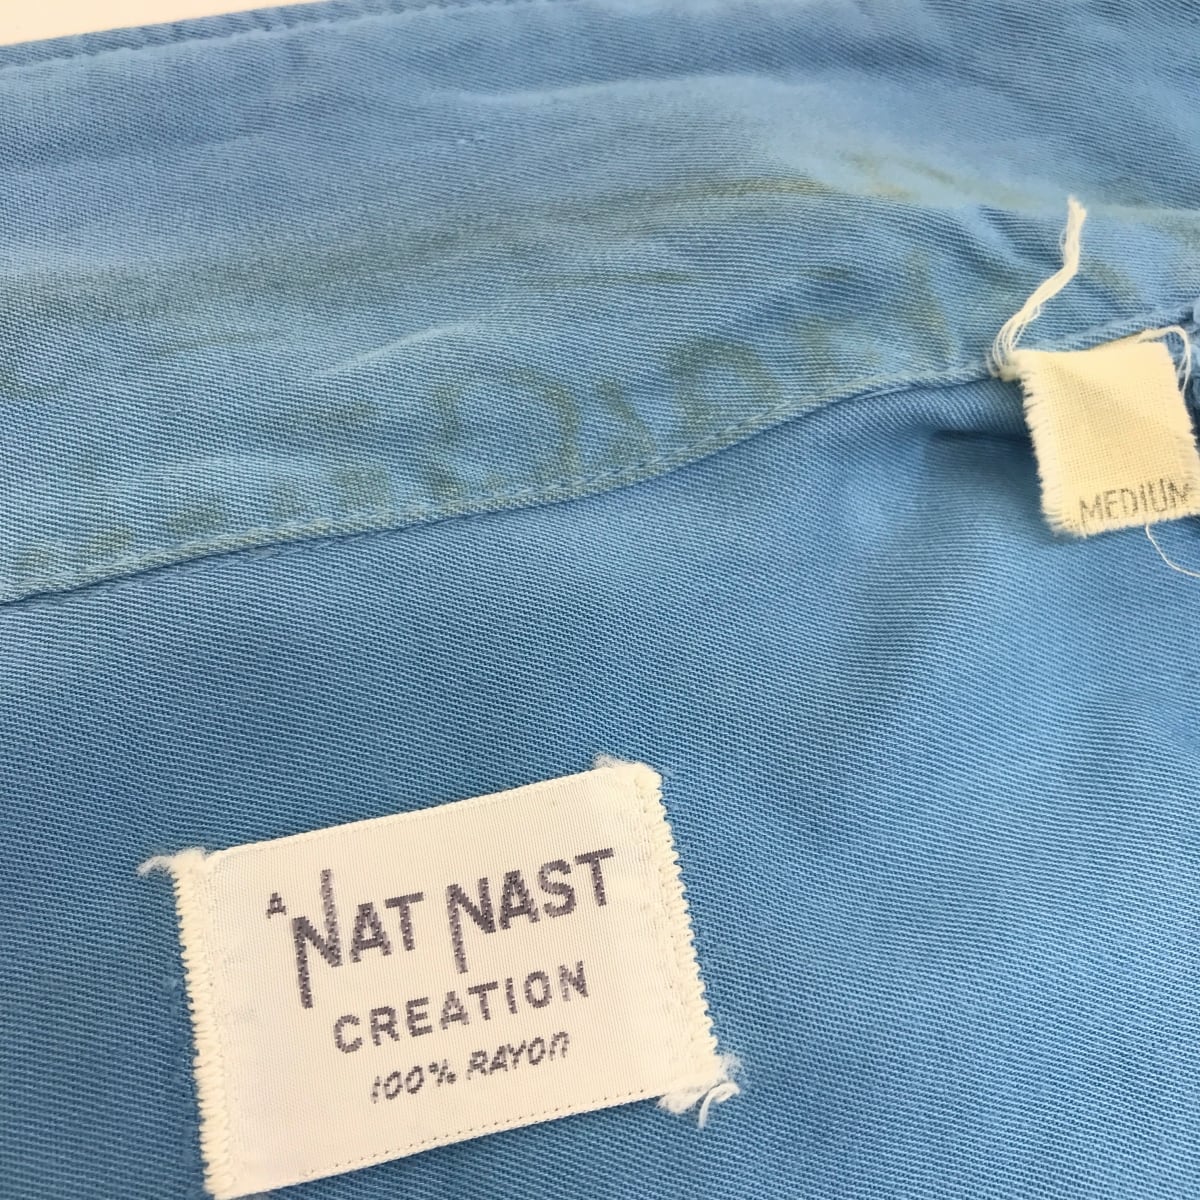 MEDIUM
A NAT NAST
CREATION
100% RAYON